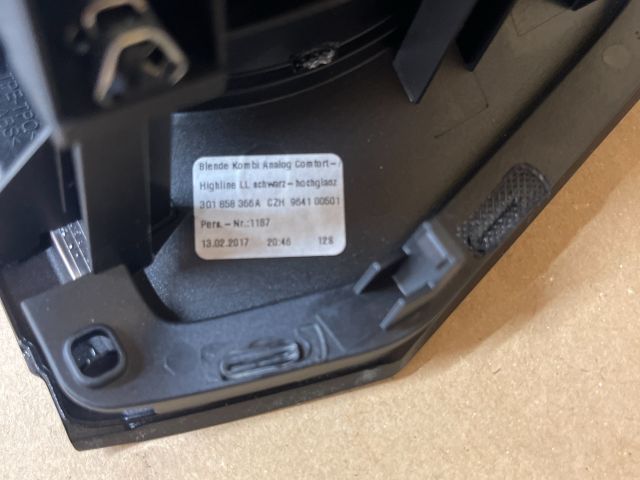 Blende Kombi Analog Comfort-
Highline LL schwarz-hochglanz
3G1 858 366A CZH 9641 00501
Pers.-Nr.:1187
13.02.2017 20:46 12S